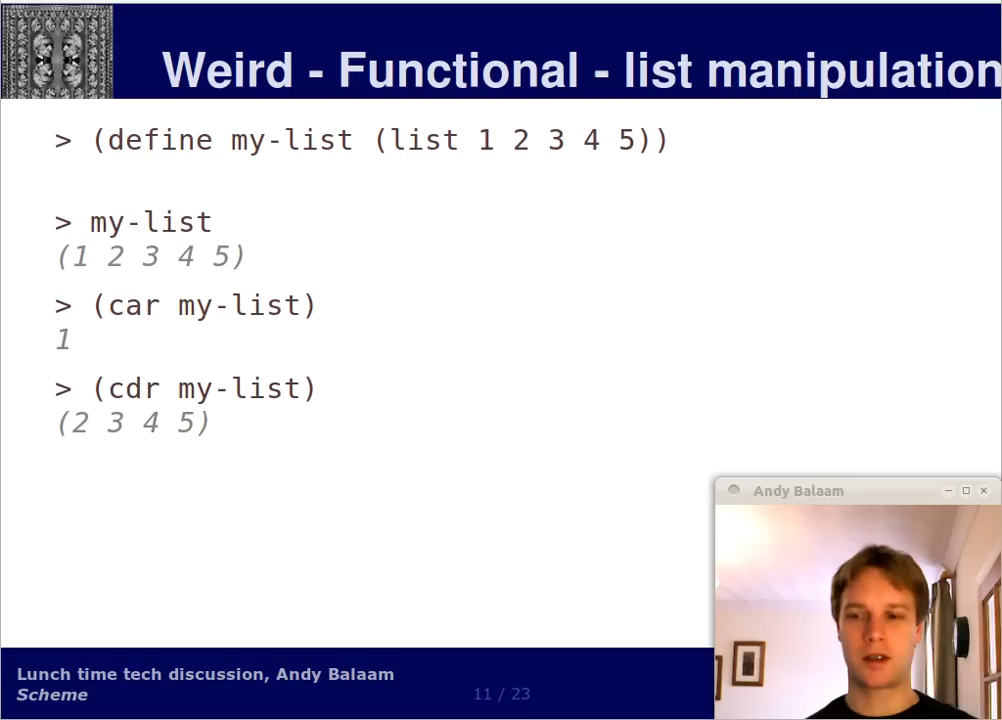 Weird - Functional - list manipulation
> (define my-list (list 1 2 3 4 5))
> my-list
(1 2 3 4 5)
> (car my-list)
1
> (cdr my-list)
(2 3 4 5)
Andy Balaam
Lunch time tech discussion, Andy Balaam
Scheme
11 / 23